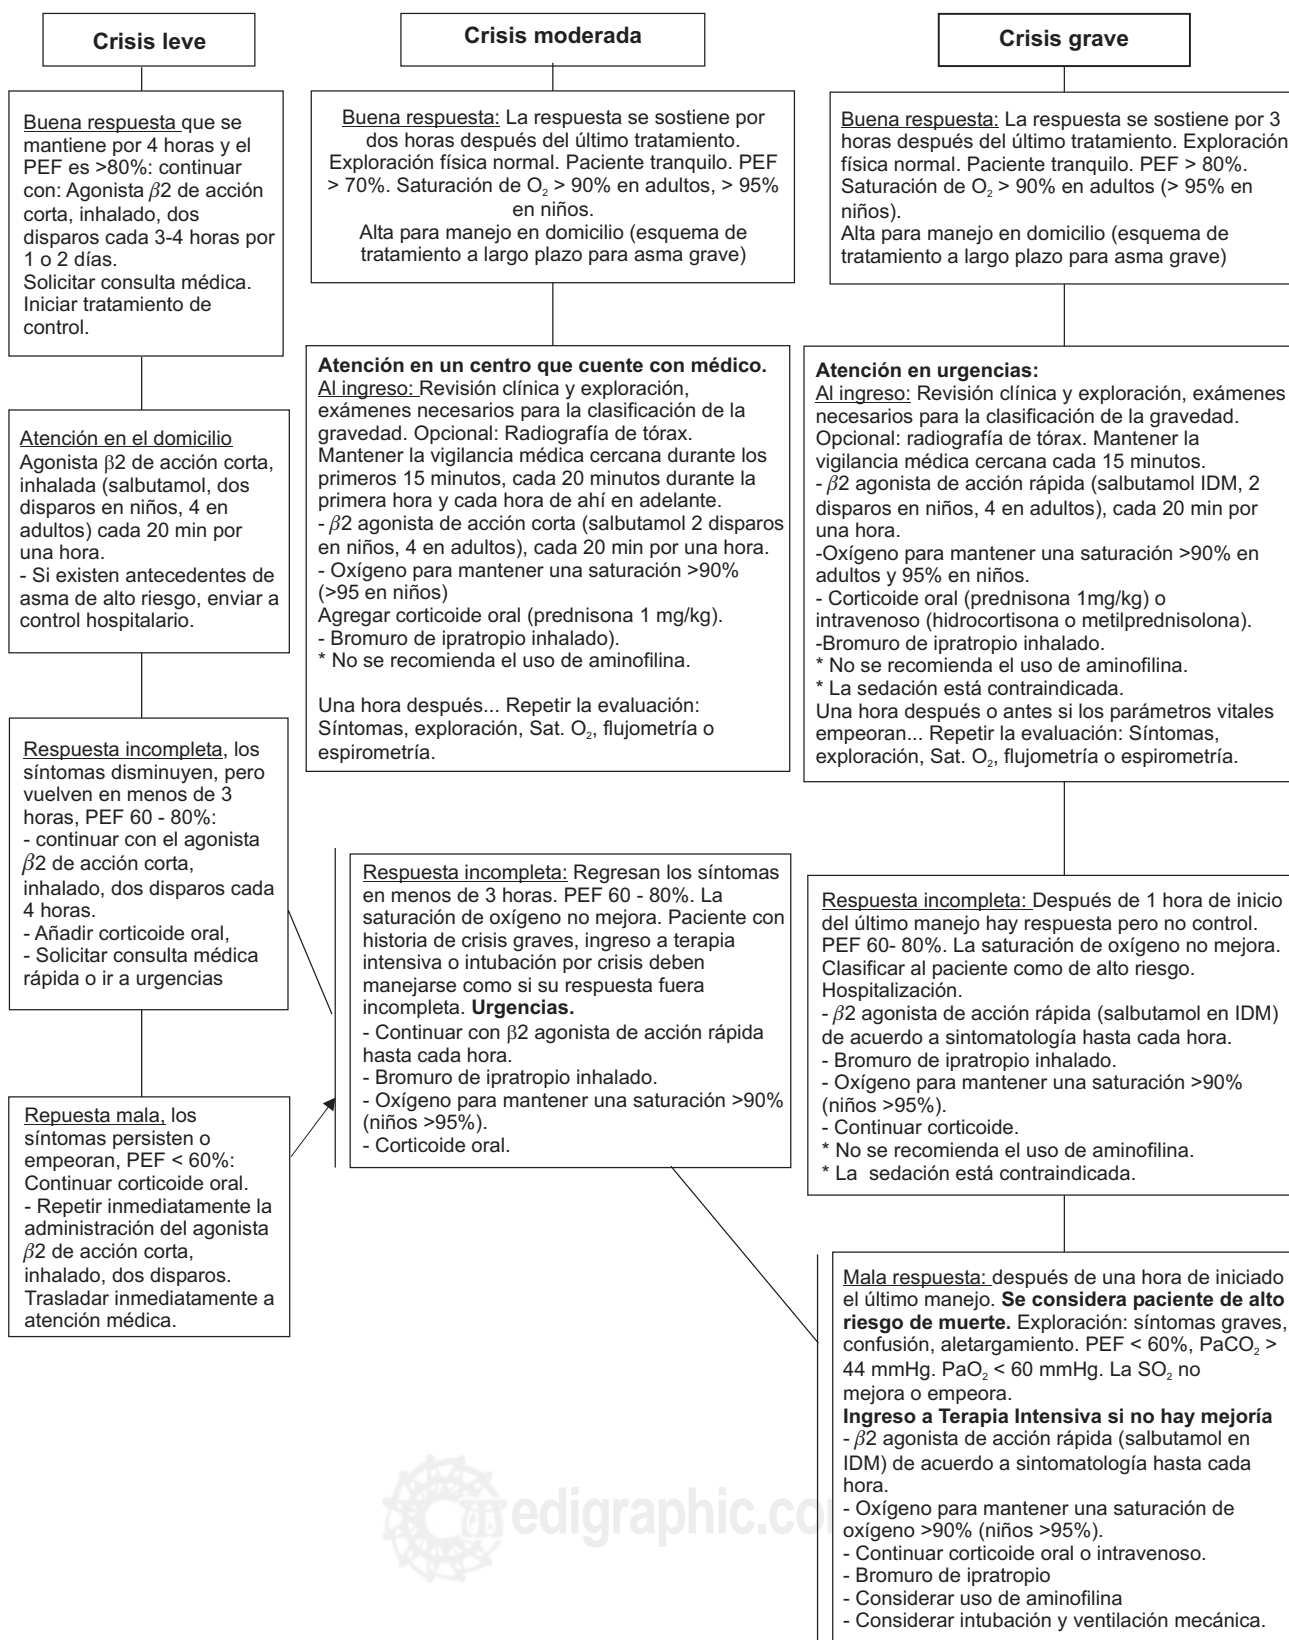 Crisis leve
Buena respuesta que se
mantiene por 4 horas y el
PEF es >80%: continuar
con: Agonista β2 de acción
corta, inhalado, dos
disparos cada 3-4 horas por
1 o 2 días.
Solicitar consulta médica.
Iniciar tratamiento de
control.
Atención en el domicilio
Agonista β2 de acción corta,
inhalada (salbutamol, dos
disparos en niños, 4 en
adultos) cada 20 min por
una hora.
- Si existen antecedentes de
asma de alto riesgo, enviar a
control hospitalario.
Respuesta incompleta, los
síntomas disminuyen, pero
vuelven en menos de 3
horas, PEF 60 - 80%:
- continuar con el agonista
β2 de acción corta,
inhalado, dos disparos cada
4 horas.
- Añadir corticoide oral,
- Solicitar consulta médica
rápida o ir a urgencias
Repuesta mala, los
síntomas persisten o
empeoran, PEF < 60%:
Continuar corticoide oral.
- Repetir inmediatamente la
administración del agonista
β2 de acción corta,
inhalado, dos disparos.
Trasladar inmediatamente a
atención médica.
Crisis moderada
Buena respuesta: La respuesta se sostiene por
dos horas después del último tratamiento.
Exploración física normal. Paciente tranquilo. PEF
> 70%. Saturación de O₂ > 90% en adultos, > 95%
en niños.
Alta para manejo en domicilio (esquema de
tratamiento a largo plazo para asma grave)
Atención en un centro que cuente con médico.
Al ingreso: Revisión clínica y exploración,
exámenes necesarios para la clasificación de la
gravedad. Opcional: Radiografía de tórax.
Mantener la vigilancia médica cercana durante los
primeros 15 minutos, cada 20 minutos durante la
primera hora y cada hora de ahí en adelante.
- β2 agonista de acción corta (salbutamol 2 disparos
en niños, 4 en adultos), cada 20 min por una hora.
- Oxígeno para mantener una saturación >90%
(>95 en niños)
Agregar corticoide oral (prednisona 1 mg/kg).
- Bromuro de ipratropio inhalado).
* No se recomienda el uso de aminofilina.
Una hora después... Repetir la evaluación:
Síntomas, exploración, Sat. O₂, flujometría o
espirometría.
Respuesta incompleta: Regresan los síntomas
en menos de 3 horas. PEF 60 - 80%. La
saturación de oxígeno no mejora. Paciente con
historia de crisis graves, ingreso a terapia
intensiva o intubación por crisis deben
manejarse como si su respuesta fuera
incompleta. Urgencias.
- Continuar con β2 agonista de acción rápida
hasta cada hora.
- Bromuro de ipratropio inhalado.
- Oxígeno para mantener una saturación >90%
(niños >95%).
- Corticoide oral.
Crisis grave
Buena respuesta: La respuesta se sostiene por 3
horas después del último tratamiento. Exploración
física normal. Paciente tranquilo. PEF > 80%.
Saturación de O₂ > 90% en adultos (> 95% en
niños).
Alta para manejo en domicilio (esquema de
tratamiento a largo plazo para asma grave)
Atención en urgencias:
Al ingreso: Revisión clínica y exploración, exámenes
necesarios para la clasificación de la gravedad.
Opcional: radiografía de tórax. Mantener la
vigilancia médica cercana cada 15 minutos.
- β2 agonista de acción rápida (salbutamol IDM, 2
disparos en niños, 4 en adultos), cada 20 min por
una hora.
-Oxígeno para mantener una saturación >90% en
adultos y 95% en niños.
- Corticoide oral (prednisona 1mg/kg) o
intravenoso (hidrocortisona o metilprednisolona).
-Bromuro de ipratropio inhalado.
* No se recomienda el uso de aminofilina.
* La sedación está contraindicada.
Una hora después o antes si los parámetros vitales
empeoran... Repetir la evaluación: Síntomas,
exploración, Sat. O₂, flujometría o espirometría.
Respuesta incompleta: Después de 1 hora de inicio
del último manejo hay respuesta pero no control.
PEF 60- 80%. La saturación de oxígeno no mejora.
Clasificar al paciente como de alto riesgo.
Hospitalización.
- β2 agonista de acción rápida (salbutamol en IDM)
de acuerdo a sintomatología hasta cada hora.
- Bromuro de ipratropio inhalado.
- Oxígeno para mantener una saturación >90%
(niños >95%).
- Continuar corticoide.
* No se recomienda el uso de aminofilina.
* La sedación está contraindicada.
Mala respuesta: después de una hora de iniciado
el último manejo. Se considera paciente de alto
riesgo de muerte. Exploración: síntomas graves,
confusión, aletargamiento. PEF < 60%, PaCO₂ >
44 mmHg. PaO₂ < 60 mmHg. La SO₂ no
mejora o empeora.
Ingreso a Terapia Intensiva si no hay mejoría
- β2 agonista de acción rápida (salbutamol en
IDM) de acuerdo a sintomatología hasta cada
hora.
- Oxígeno para mantener una saturación de
oxígeno >90% (niños >95%).
- Continuar corticoide oral o intravenoso.
- Bromuro de ipratropio
- Considerar uso de aminofilina
- Considerar intubación y ventilación mecánica.
edigraphic.co